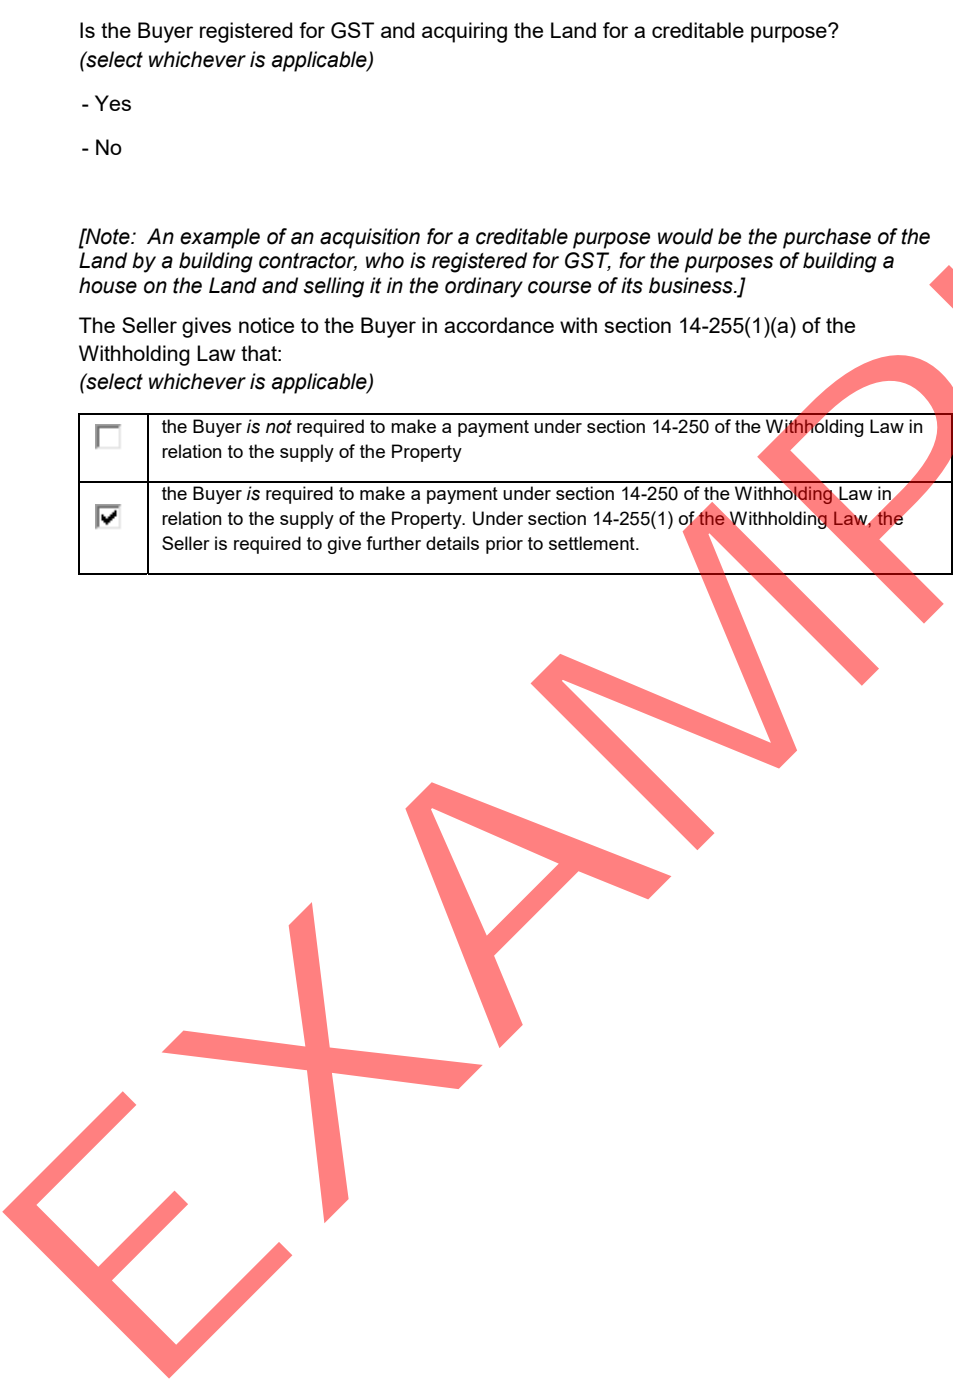 Is the Buyer registered for GST and acquiring the Land for a creditable purpose?
(select whichever is applicable)
- Yes
- No
[Note:  An example of an acquisition for a creditable purpose would be the purchase of the
Land by a building contractor, who is registered for GST, for the purposes of building a
house on the Land and selling it in the ordinary course of its business.]
The Seller gives notice to the Buyer in accordance with section 14-255(1)(a) of the
Withholding Law that:
(select whichever is applicable)
the Buyer is not required to make a payment under section 14-250 of the Withholding Law in
relation to the supply of the Property
the Buyer is required to make a payment under section 14-250 of the Withholding Law in
relation to the supply of the Property. Under section 14-255(1) of the Withholding Law, the
Seller is required to give further details prior to settlement.
EXAMP